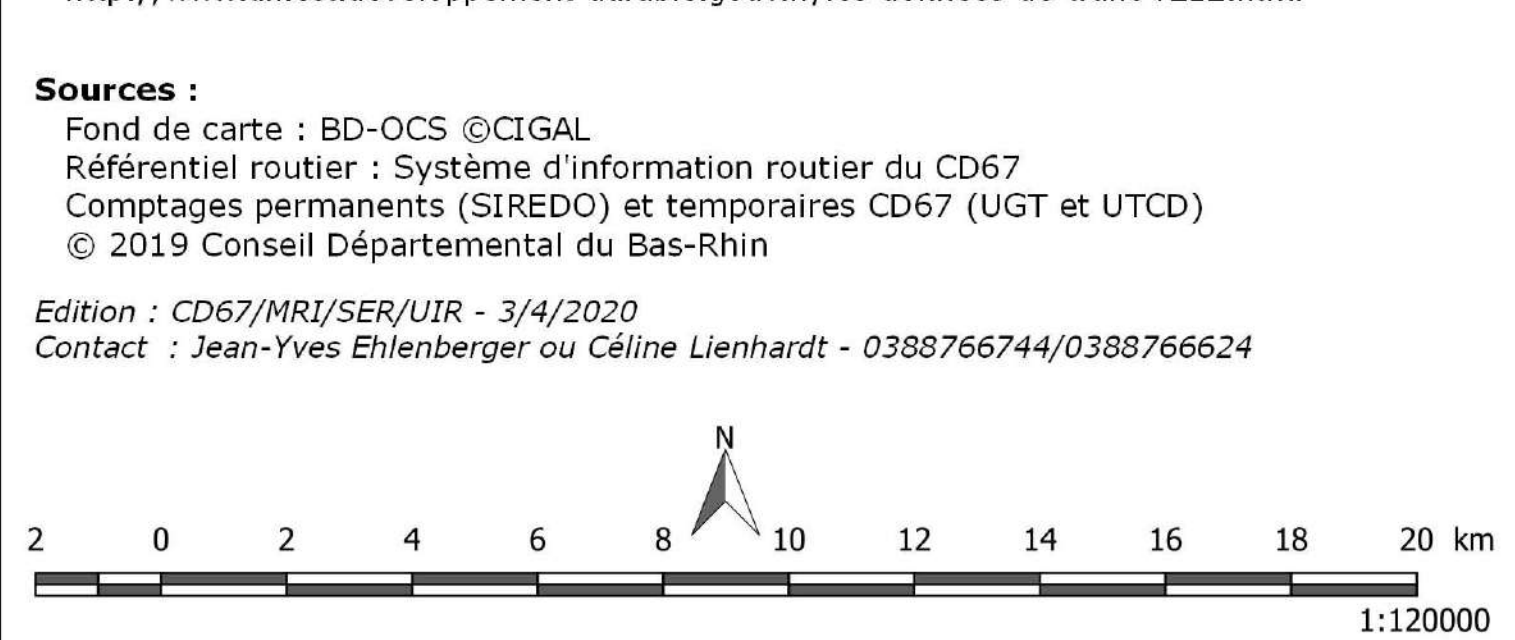 Sources :
Fond de carte : BD-OCS ©CIGAL
Référentiel routier : Système d'information routier du CD67
Comptages permanents (SIREDO) et temporaires CD67 (UGT et UTCD)
© 2019 Conseil Départemental du Bas-Rhin
Edition : CD67/MRI/SER/UIR - 3/4/2020
Contact : Jean-Yves Ehlenberger ou Céline Lienhardt - 0388766744/0388766624
N
2 0 2 4 6 8 10 12 14 16 18 20 km
1:120000